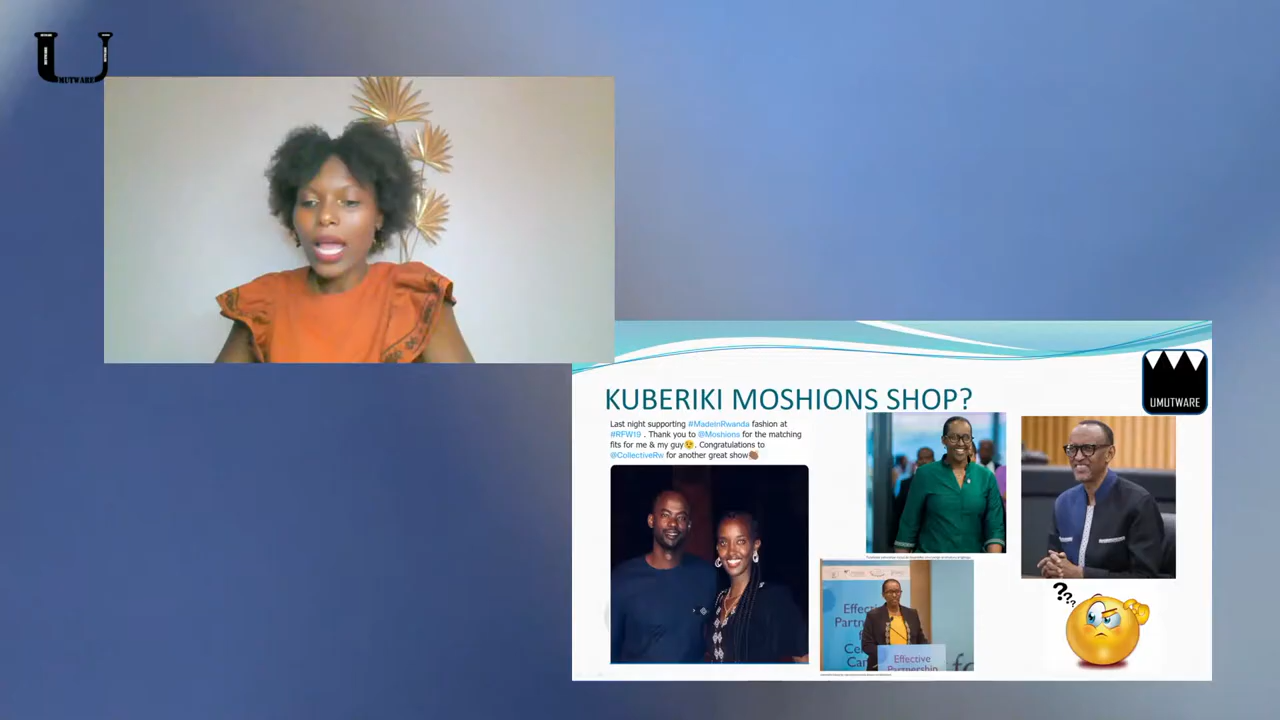 U
MUTWARE
KUBERIKI MOSHIONS SHOP?
UMUTWARE
Last night supporting #MadeInRwanda fashion at
#RFW19 . Thank you to @Moshions for the matching
fits for me & my guy😉. Congratulations to
@CollectiveRw for another great show👏🏾
???
Effective
Partnership